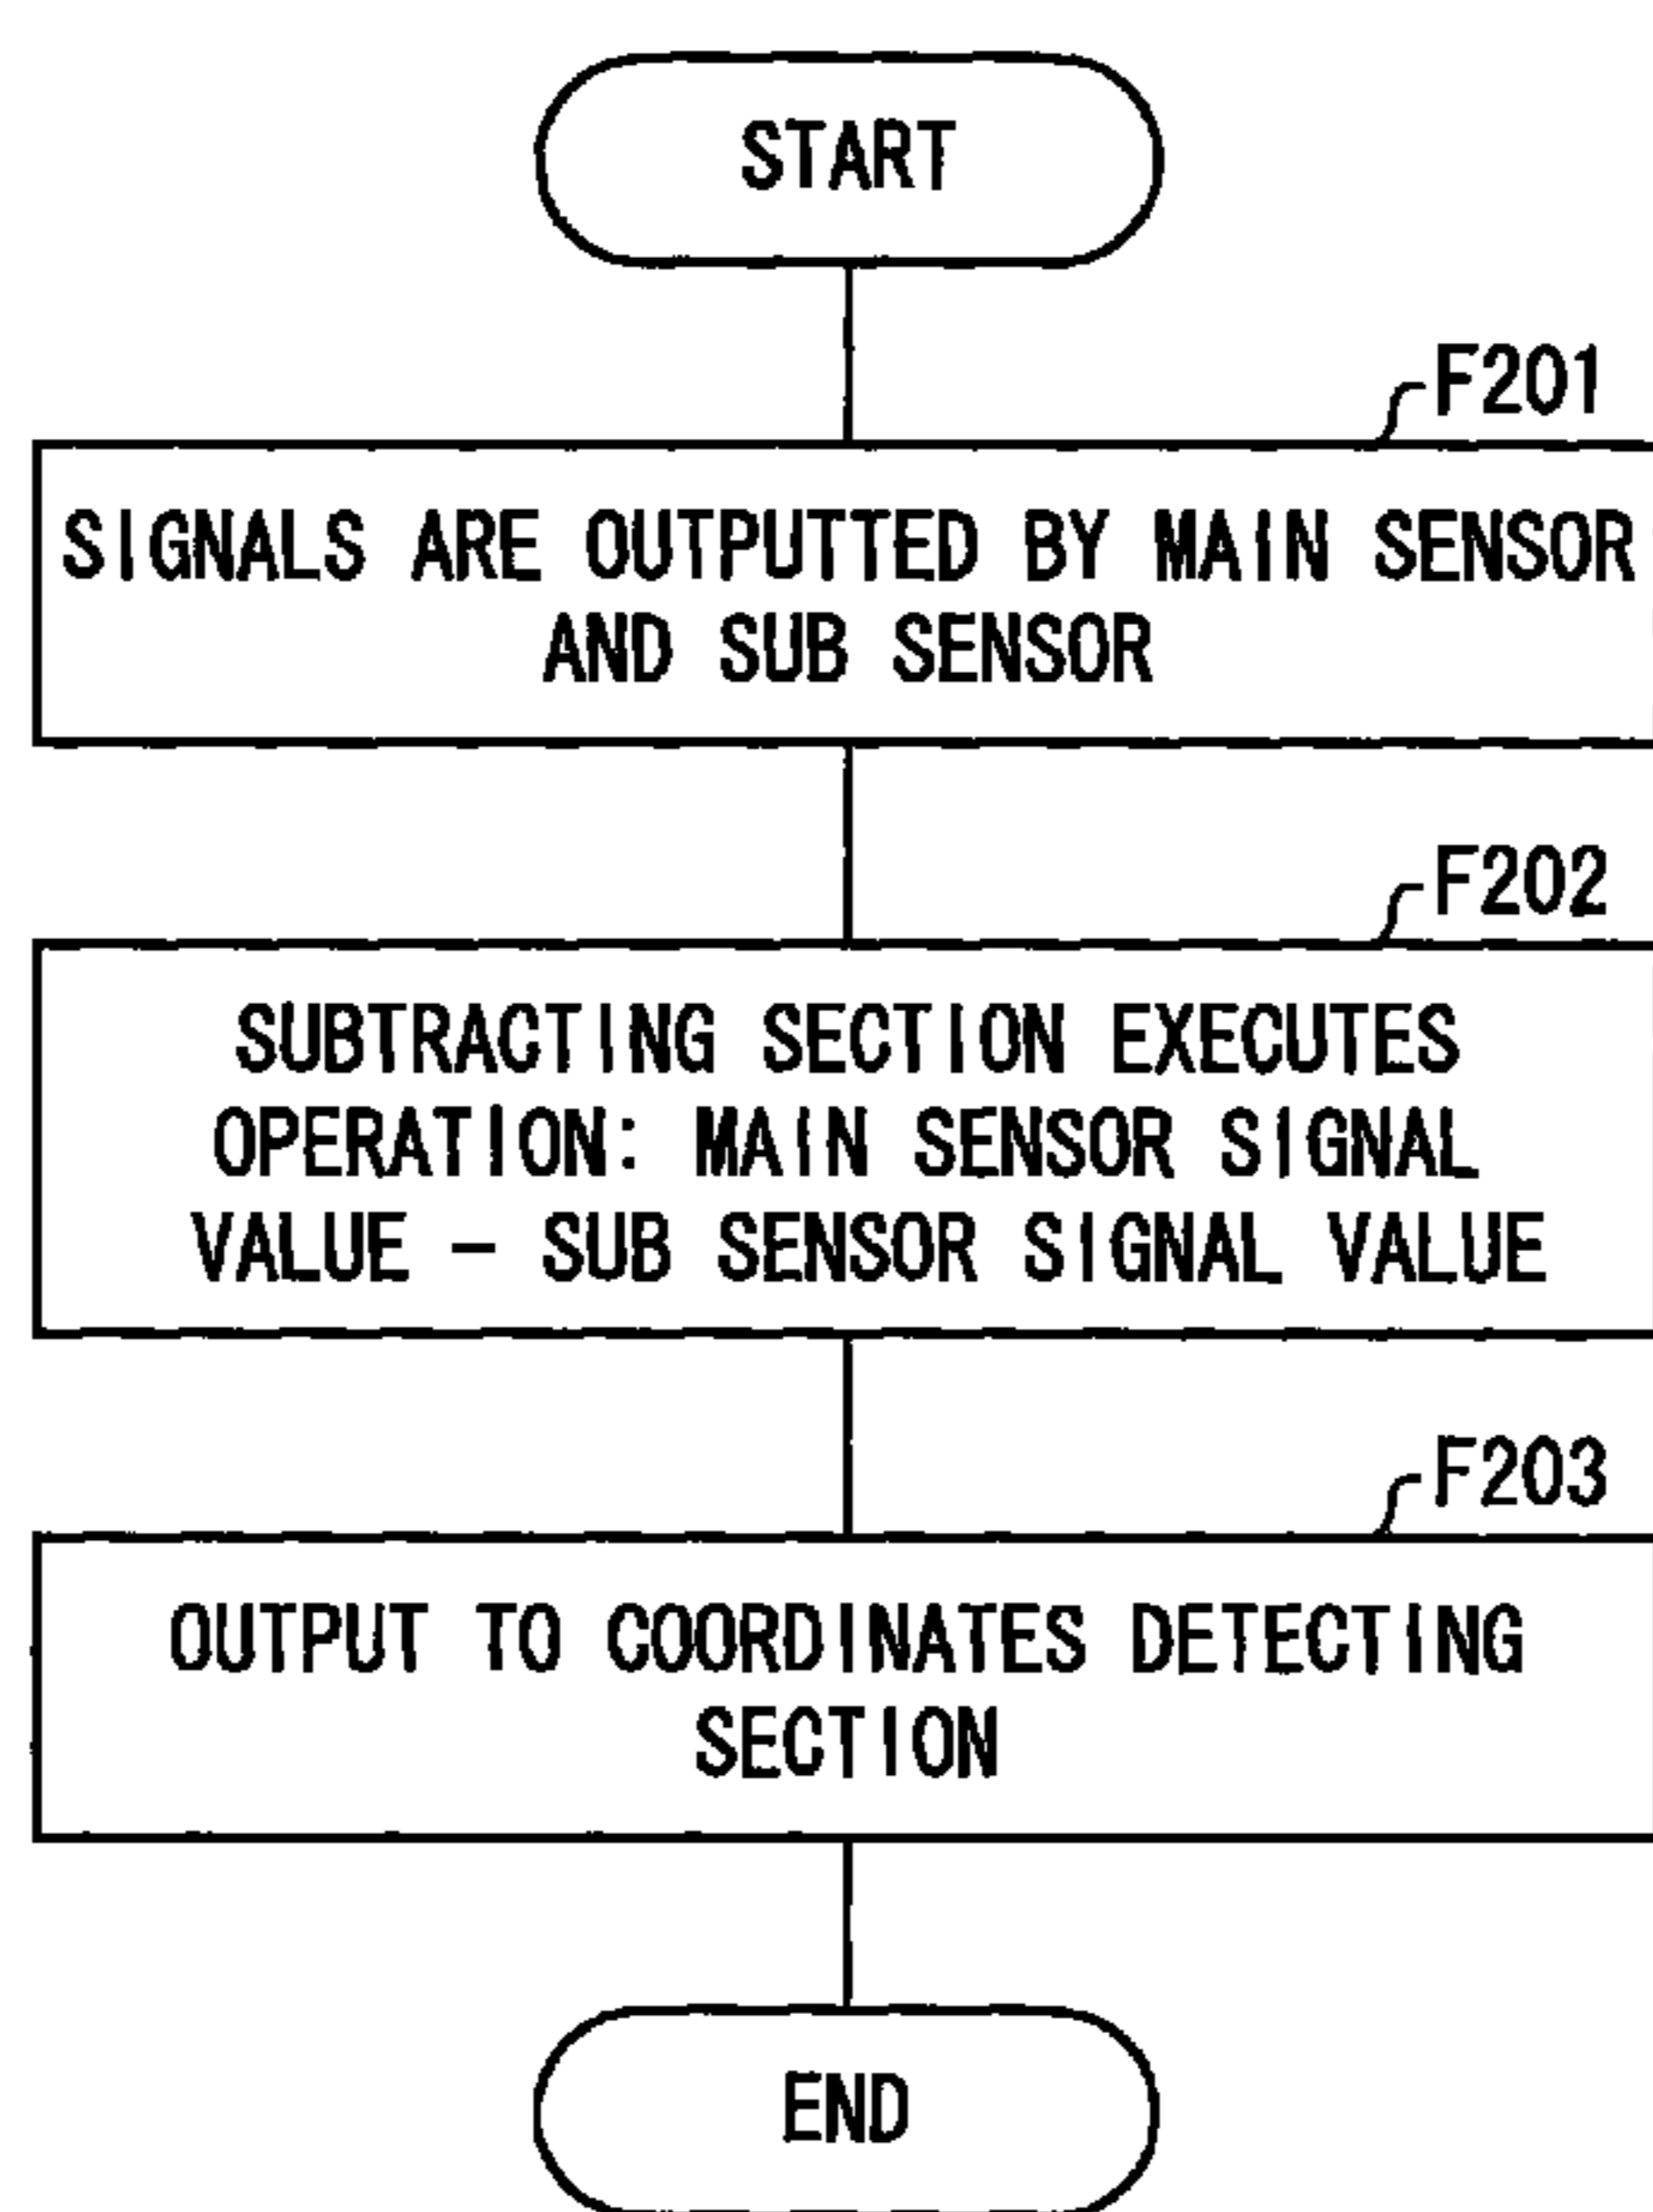 START
F201
SIGNALS ARE OUTPUTTED BY MAIN SENSOR
AND SUB SENSOR
F202
SUBTRACTING SECTION EXECUTES
OPERATION: MAIN SENSOR SIGNAL
VALUE - SUB SENSOR SIGNAL VALUE
F203
OUTPUT TO COORDINATES DETECTING
SECTION
END